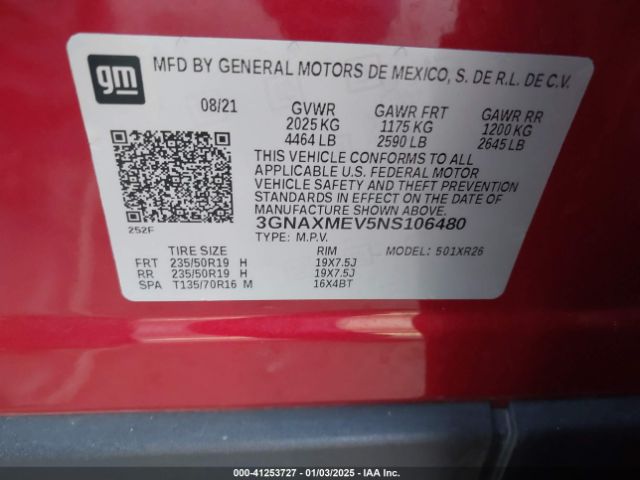 gm
MFD BY GENERAL MOTORS DE MEXICO, S. DE R.L. DE C.V.
08/21 GVWR GAWR FRT GAWR RR
2025 KG 1175 KG 1200 KG
4464 LB 2590 LB 2645 LB
THIS VEHICLE CONFORMS TO ALL
APPLICABLE U.S. FEDERAL MOTOR
VEHICLE SAFETY AND THEFT PREVENTION
STANDARDS IN EFFECT ON THE DATE OF
MANUFACTURE SHOWN ABOVE.
252F 3GNAXMEV5NS106480
TYPE: M.P.V. MODEL: 501XR26
TIRE SIZE RIM
FRT 235/50R19 H 19X7.5J
RR 235/50R19 H 19X7.5J
SPA T135/70R16 M 16X4BT
000-41253727 - 01/03/2025 - IAAI.COM